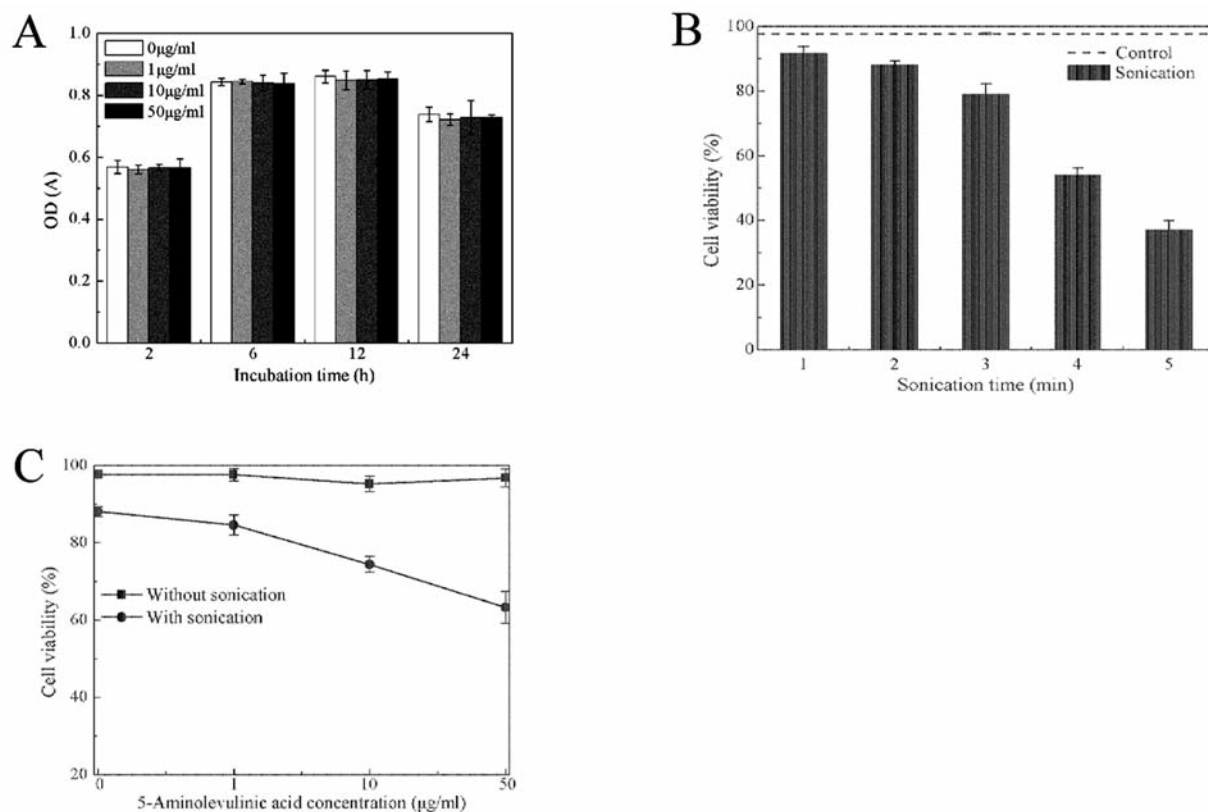 A
0μg/ml
1μg/ml
10μg/ml
50μg/ml
OD (A)
1.0
0.8
0.6
0.4
0.2
0.0
2 6 12 24
Incubation time (h)
B
Control
Sonication
Cell viability (%)
100
80
60
40
20
0
1 2 3 4 5
Sonication time (min)
C
Without sonication
With sonication
Cell viability (%)
100
80
60
40
20
0 1 10 50
5-Aminolevulinic acid concentration (μg/ml)